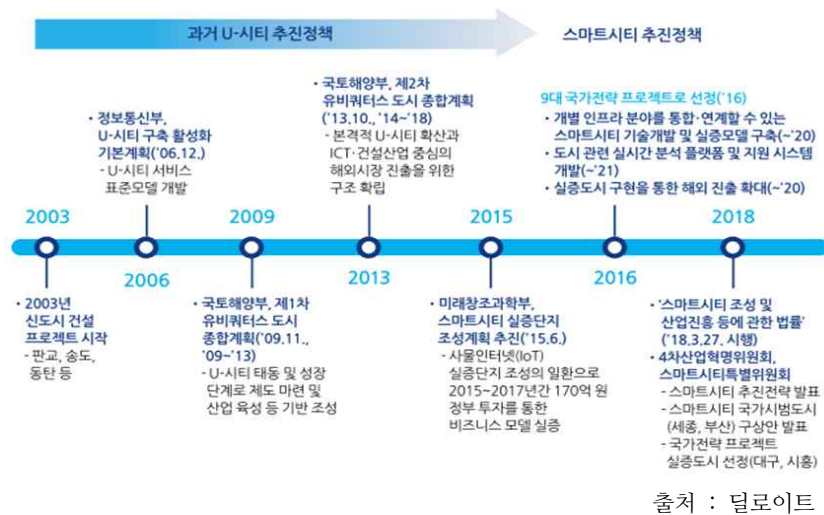 과거 U-시티 추진정책
스마트시티 추진정책
• 정보통신부,
U-시티 구축 활성화
기본계획('06.12.)
- U-시티 서비스
표준모델 개발
• 국토해양부, 제2차
유비쿼터스 도시 종합계획
('13.10., '14~'18)
- 본격적 U-시티 확산과
ICT·건설산업 중심의
해외시장 진출을 위한
구조 확립
9대 국가전략 프로젝트로 선정('16)
• 개별 인프라 분야를 통합·연계할 수 있는
스마트시티 기술개발 및 실증모델 구축(~'20)
• 도시 관련 실시간 분석 플랫폼 및 지원 시스템
개발(~'21)
• 실증도시 구현을 통한 해외 진출 확대(~'20)
2003
2006
2009
2013
2015
2016
2018
• 2003년
신도시 건설
프로젝트 시작
- 판교, 송도,
동탄 등
• 국토해양부, 제1차
유비쿼터스 도시
종합계획('09.11.,
'09~'13)
- U-시티 태동 및 성장
단계로 제도 마련 및
산업 육성 등 기반 조성
• 미래창조과학부,
스마트시티 실증단지
조성계획 추진('15.6.)
- 사물인터넷(IoT)
실증단지 조성의 일환으로
2015~2017년간 170억 원
정부 투자를 통한
비즈니스 모델 실증
• '스마트시티 조성 및
산업진흥 등에 관한 법률'
('18.3.27. 시행)
• 4차산업혁명위원회,
스마트시티특별위원회
- 스마트시티 추진전략 발표
- 스마트시티 국가시범도시
(세종, 부산) 구상안 발표
- 국가전략 프로젝트
실증도시 선정(대구, 시흥)
출처 : 딜로이트